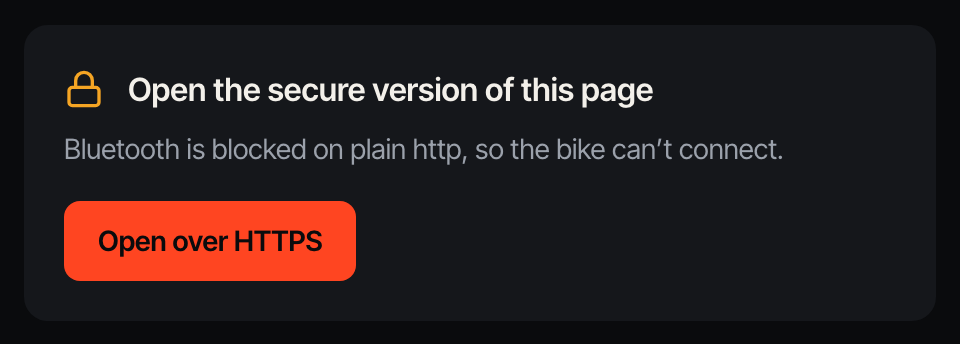 Open the secure version of this page
Bluetooth is blocked on plain http, so the bike can’t connect.
Open over HTTPS